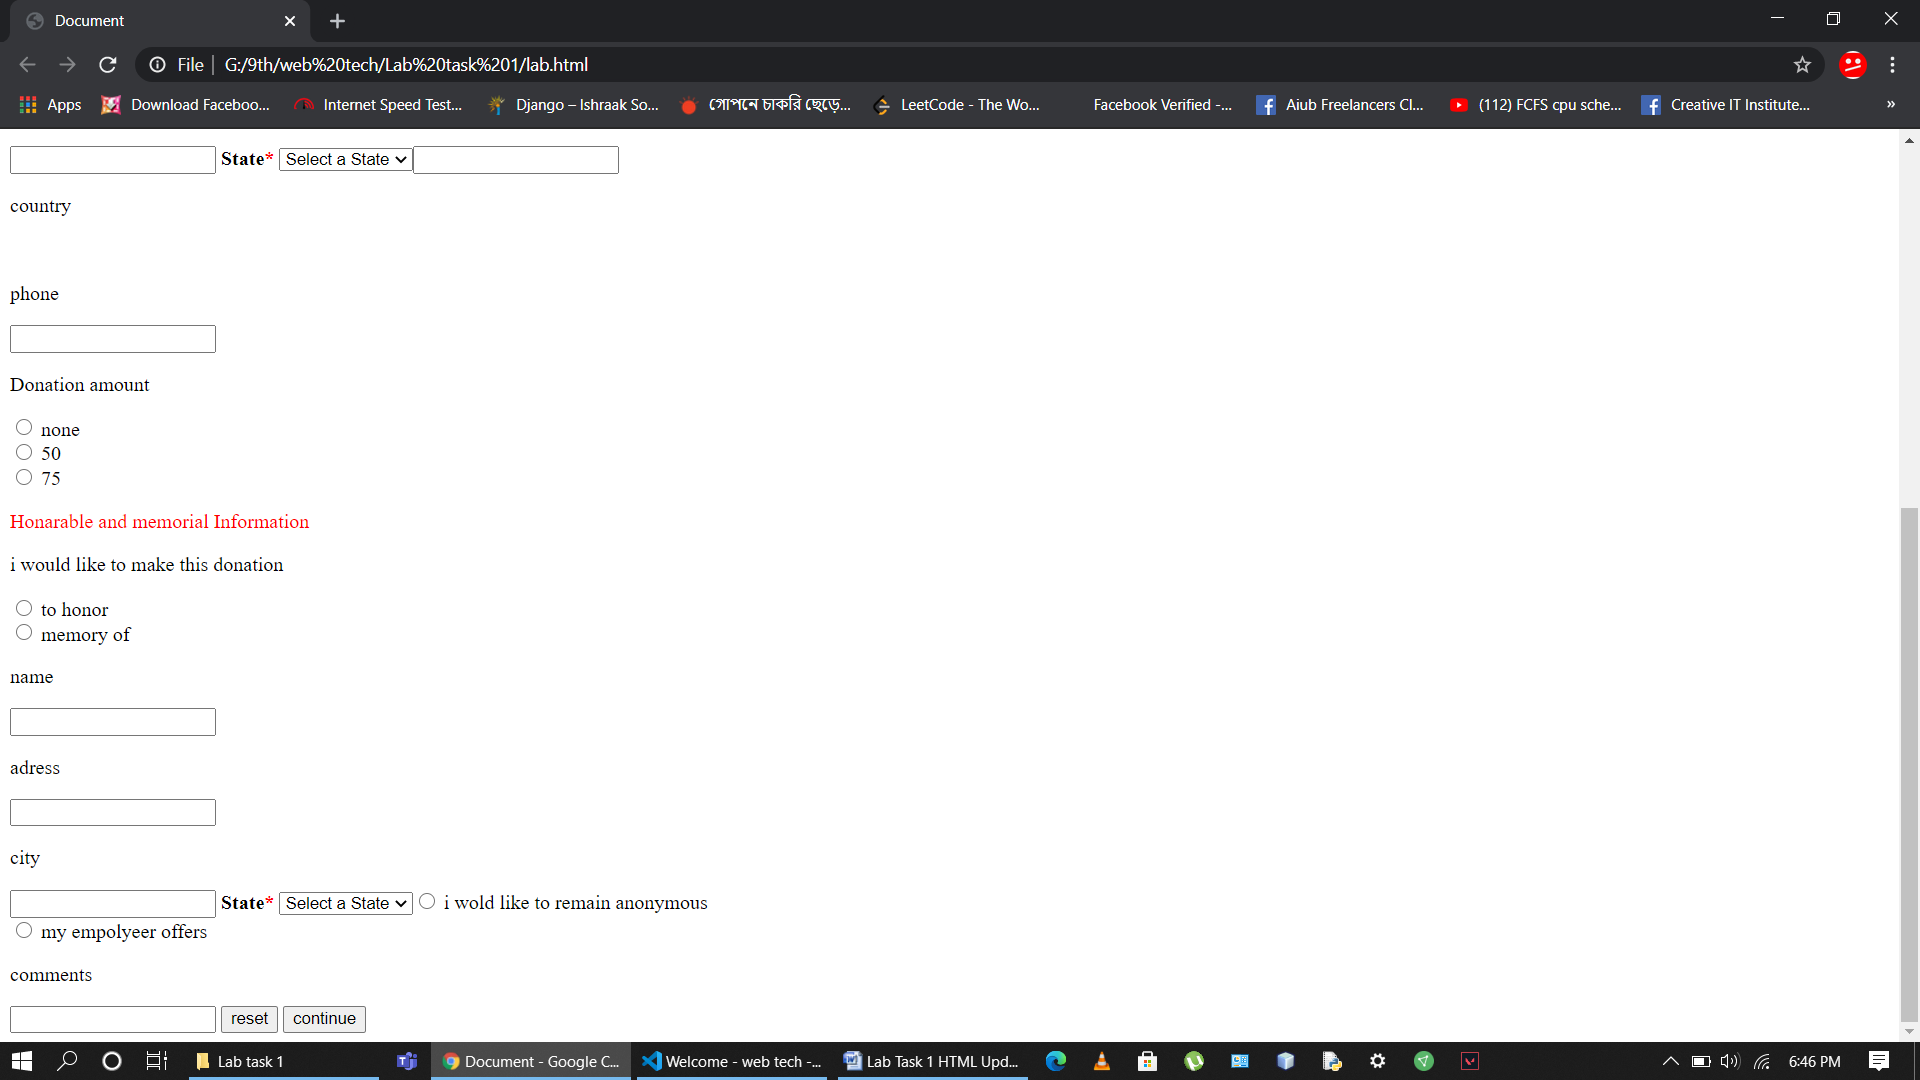 Document
File G:/9th/web%20tech/Lab%20task%201/lab.html
Apps Download Faceboo... Internet Speed Test... Django – Ishraak So... গোপনে চাকরি ছেড়ে... LeetCode - The Wo... Facebook Verified -... Aiub Freelancers Cl... (112) FCFS cpu sche... Creative IT Institute... »
State* Select a State
country
phone
Donation amount
none
50
75
Honarable and memorial Information
i would like to make this donation
to honor
memory of
name
adress
city
State* Select a State i wold like to remain anonymous
my empolyeer offers
comments
reset continue
Lab task 1 Document - Google C... Welcome - web tech -... Lab Task 1 HTML Upd... 6:46 PM